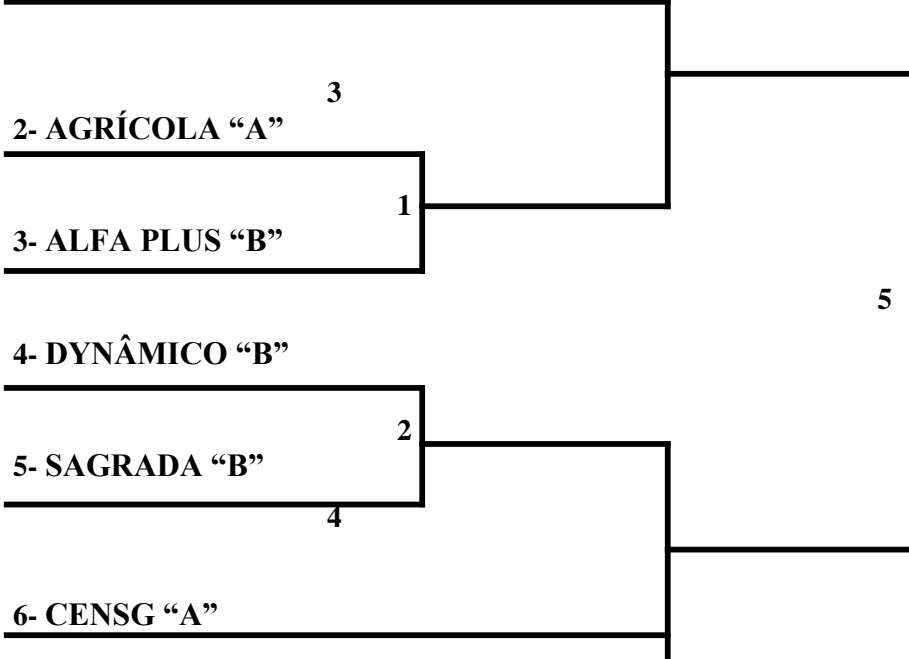 3
2- AGRÍCOLA “A”
1
3- ALFA PLUS “B”
5
4- DYNÂMICO “B”
2
5- SAGRADA “B”
4
6- CENSG “A”